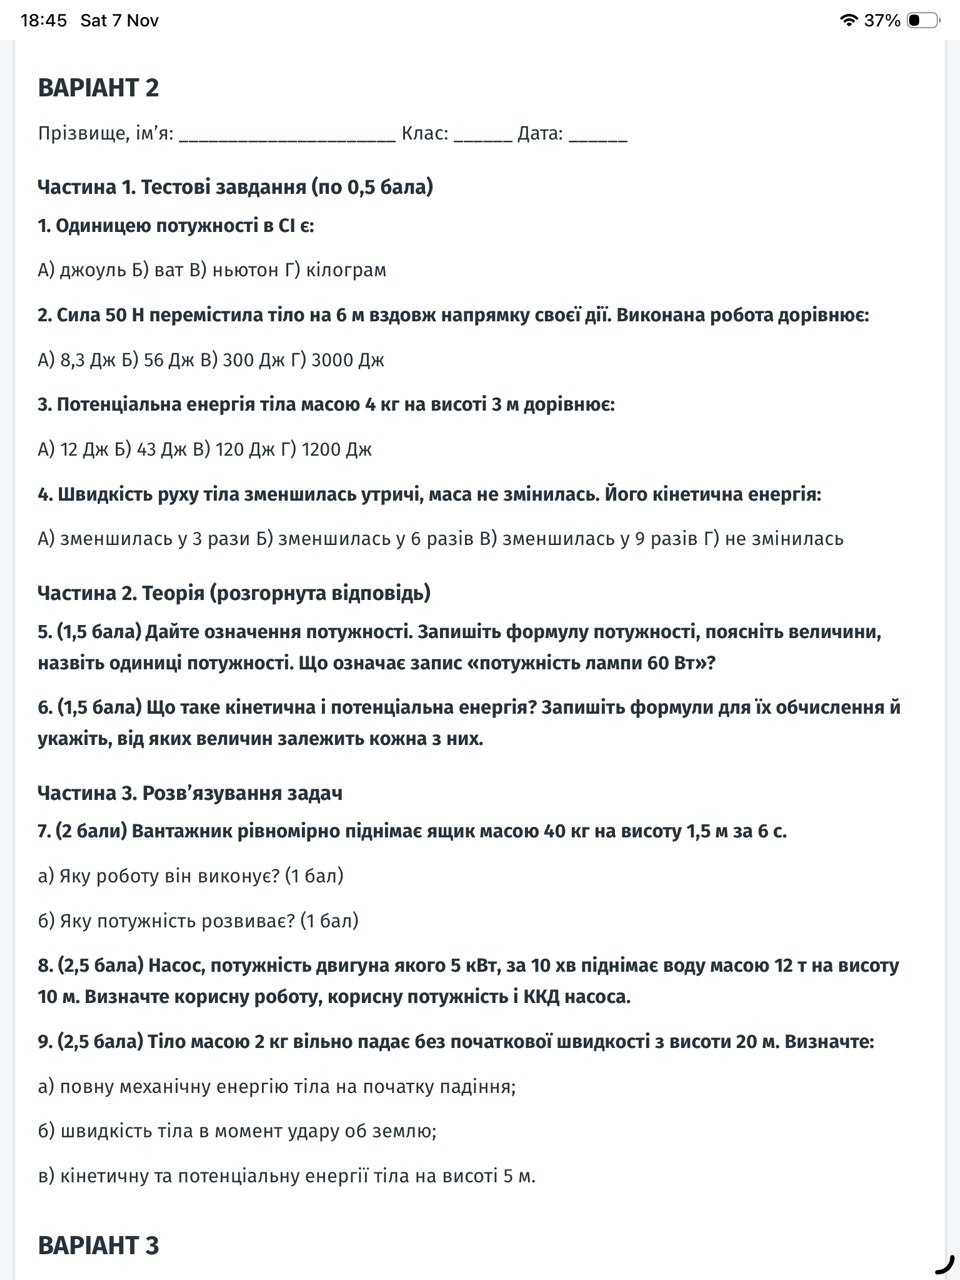 18:45 Sat 7 Nov 37%
ВАРІАНТ 2
Прізвище, ім’я: ______________________ Клас: ______ Дата: ______
Частина 1. Тестові завдання (по 0,5 бала)
1. Одиницею потужності в СІ є:
А) джоуль Б) ват В) ньютон Г) кілограм
2. Сила 50 Н перемістила тіло на 6 м вздовж напрямку своєї дії. Виконана робота дорівнює:
А) 8,3 Дж Б) 56 Дж В) 300 Дж Г) 3000 Дж
3. Потенціальна енергія тіла масою 4 кг на висоті 3 м дорівнює:
А) 12 Дж Б) 43 Дж В) 120 Дж Г) 1200 Дж
4. Швидкість руху тіла зменшилась утричі, маса не змінилась. Його кінетична енергія:
А) зменшилась у 3 рази Б) зменшилась у 6 разів В) зменшилась у 9 разів Г) не змінилась
Частина 2. Теорія (розгорнута відповідь)
5. (1,5 бала) Дайте означення потужності. Запишіть формулу потужності, поясніть величини,
назвіть одиниці потужності. Що означає запис «потужність лампи 60 Вт»?
6. (1,5 бала) Що таке кінетична і потенціальна енергія? Запишіть формули для їх обчислення й
укажіть, від яких величин залежить кожна з них.
Частина 3. Розв’язування задач
7. (2 бали) Вантажник рівномірно піднімає ящик масою 40 кг на висоту 1,5 м за 6 с.
а) Яку роботу він виконує? (1 бал)
б) Яку потужність розвиває? (1 бал)
8. (2,5 бала) Насос, потужність двигуна якого 5 кВт, за 10 хв піднімає воду масою 12 т на висоту
10 м. Визначте корисну роботу, корисну потужність і ККД насоса.
9. (2,5 бала) Тіло масою 2 кг вільно падає без початкової швидкості з висоти 20 м. Визначте:
а) повну механічну енергію тіла на початку падіння;
б) швидкість тіла в момент удару об землю;
в) кінетичну та потенціальну енергії тіла на висоті 5 м.
ВАРІАНТ 3